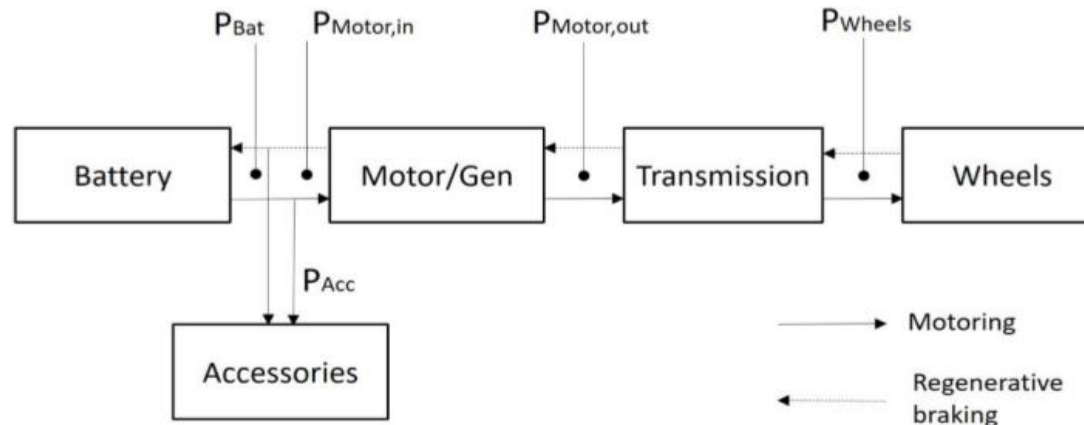 PBat
PMotor,in
PMotor,out
PWheels
Battery
Motor/Gen
Transmission
Wheels
PAcc
Accessories
Motoring
Regenerative
braking